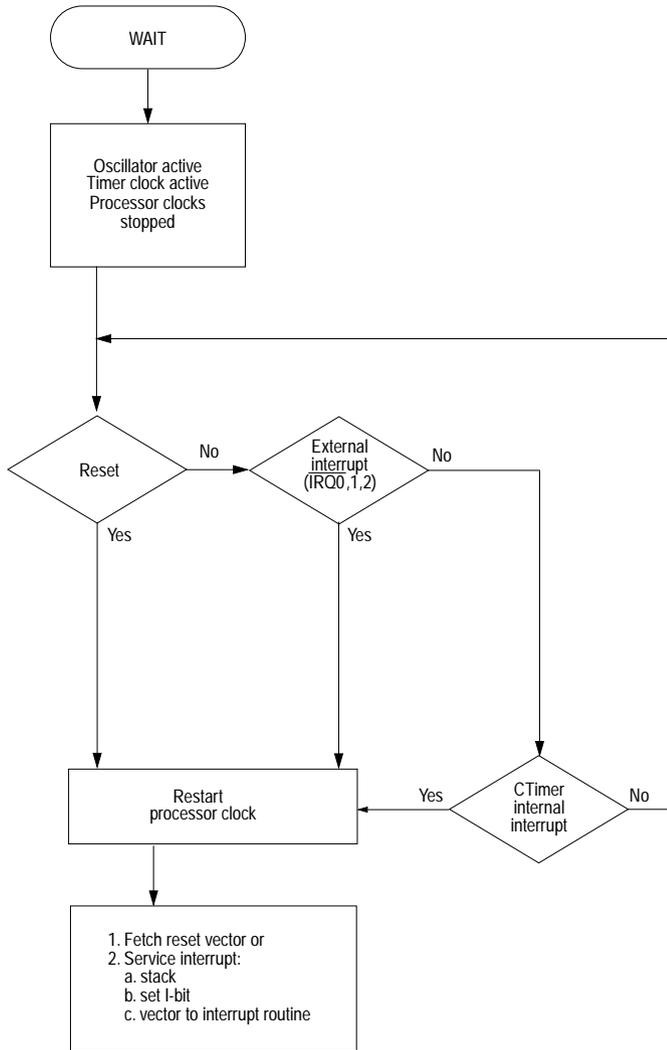 WAIT
Oscillator active
Timer clock active
Processor clocks
stopped
Reset
No
External
interrupt
(IRQ0,1,2)
No
Yes
Yes
Restart
processor clock
Yes
CTimer
internal
interrupt
No
1. Fetch reset vector or
2. Service interrupt:
a. stack
b. set I-bit
c. vector to interrupt routine